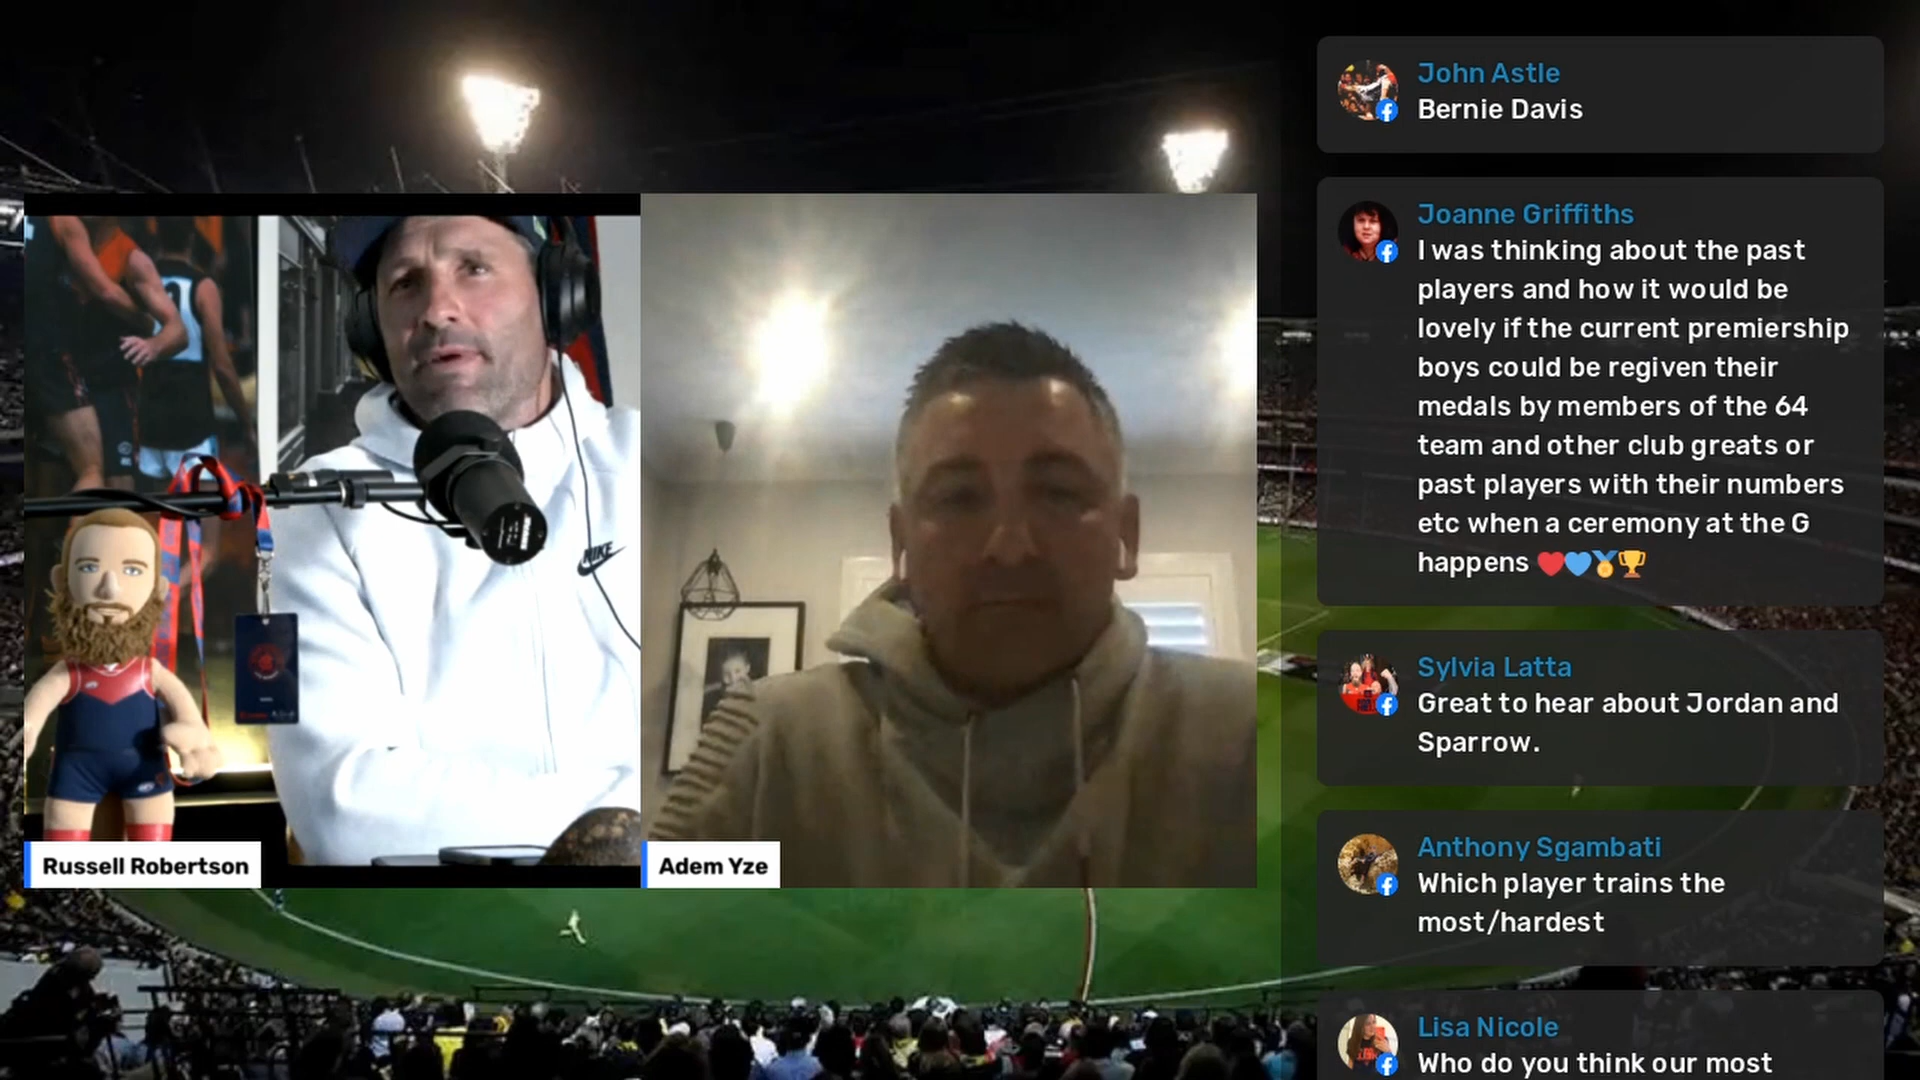 John Astle
Bernie Davis
Joanne Griffiths
I was thinking about the past
players and how it would be
lovely if the current premiership
boys could be regiven their
medals by members of the 64
team and other club greats or
past players with their numbers
etc when a ceremony at the G
happens ❤️💙🏅🏆
Sylvia Latta
Great to hear about Jordan and
Sparrow.
Anthony Sgambati
Which player trains the
most/hardest
Lisa Nicole
Who do you think our most
NIKE
Russell Robertson
Adem Yze